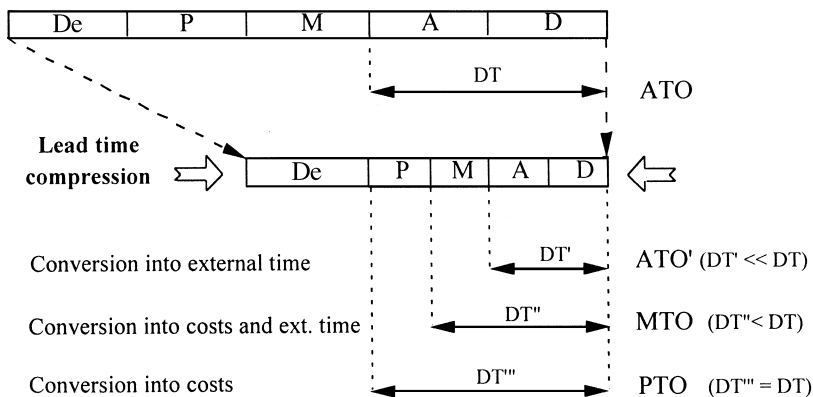 De P M A D
DT
ATO
Lead time
compression
De P M A D
Conversion into external time
DT'
ATO' (DT' << DT)
Conversion into costs and ext. time
DT"
MTO (DT"< DT)
Conversion into costs
DT'"
PTO (DT'" = DT)